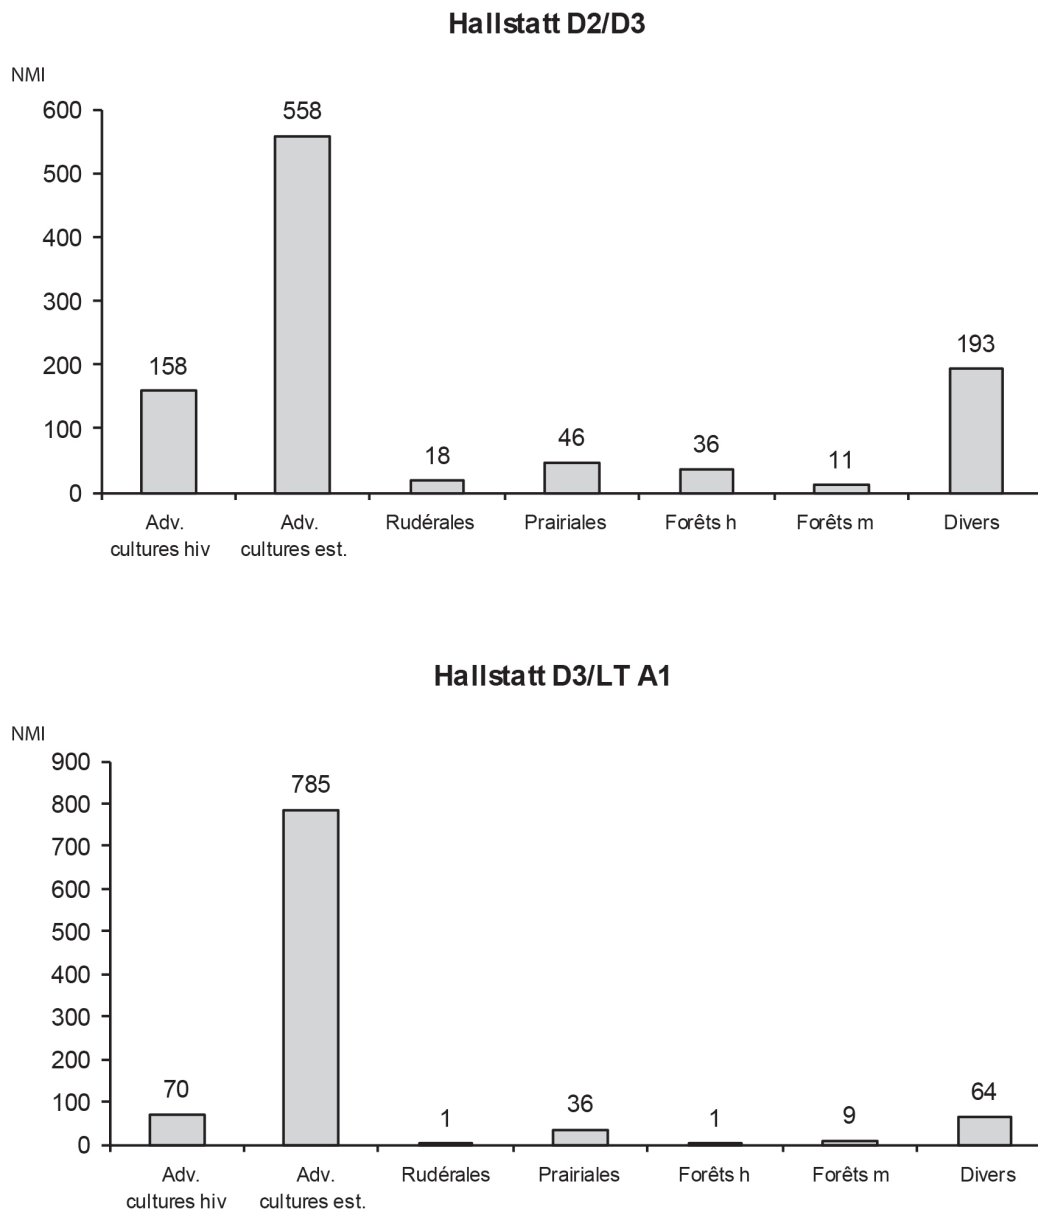 Hallstatt D2/D3
NMI
600
500
400
300
200
100
0
158
558
18
46
36
11
193
Adv.
cultures hiv
Adv.
cultures est.
Rudérales
Prairiales
Forêts h
Forêts m
Divers
Hallstatt D3/LT A1
NMI
900
800
700
600
500
400
300
200
100
0
70
785
1
36
1
9
64
Adv.
cultures hiv
Adv.
cultures est.
Rudérales
Prairiales
Forêts h
Forêts m
Divers